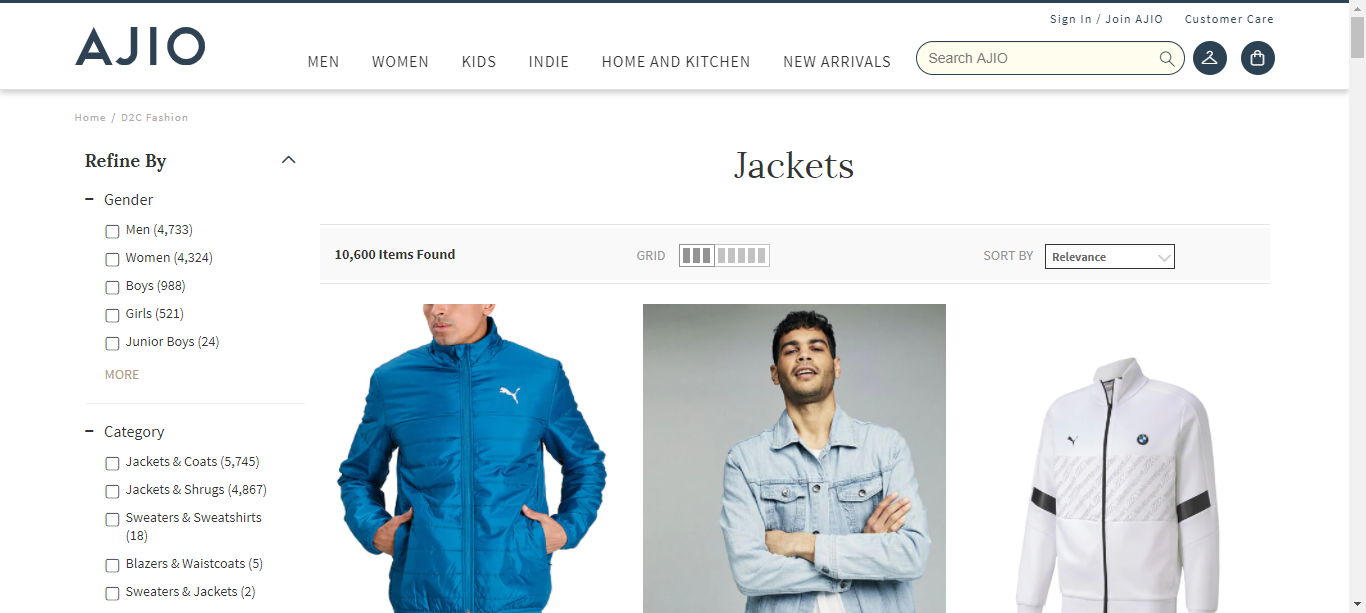 Sign In / Join AJIO
Customer Care
AJIO
MEN
WOMEN
KIDS
INDIE
HOME AND KITCHEN
NEW ARRIVALS
Search AJIO
Home / D2C Fashion
Refine By
Jackets
Gender
Men (4,733)
Women (4,324)
Boys (988)
Girls (521)
Junior Boys (24)
MORE
10,600 Items Found
GRID
SORT BY
Relevance
Category
Jackets & Coats (5,745)
Jackets & Shrugs (4,867)
Sweaters & Sweatshirts
(18)
Blazers & Waistcoats (5)
Sweaters & Jackets (2)